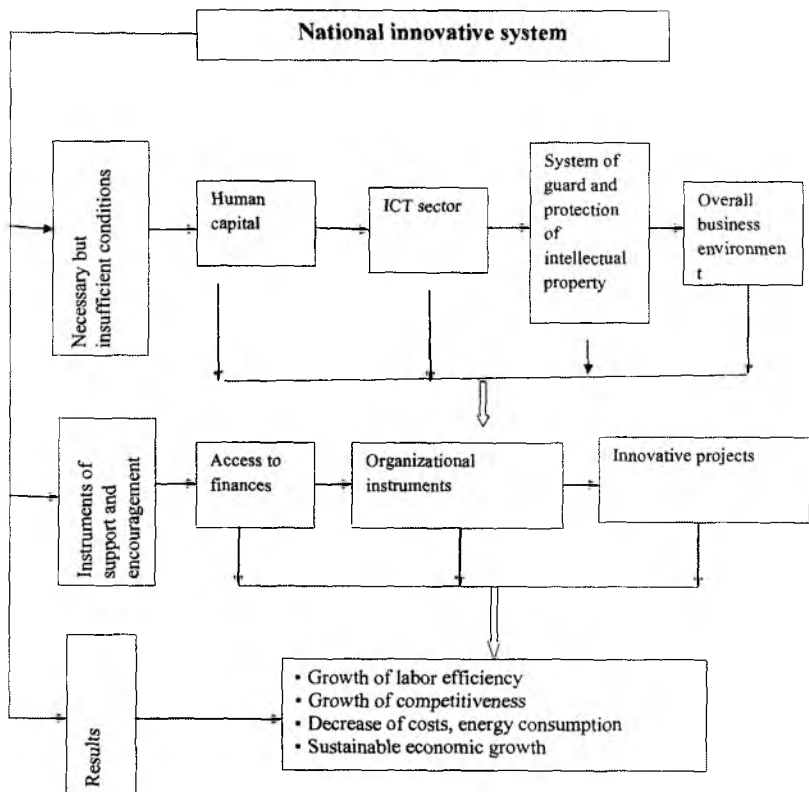 National innovative system
Necessary but
insufficient conditions
Human
capital
ICT sector
System of
guard and
protection
of
intellectual
property
Overall
business
environmen
t
Instruments of
support and
encouragement
Access to
finances
Organizational
instruments
Innovative projects
Results
• Growth of labor efficiency
• Growth of competitiveness
• Decrease of costs, energy consumption
• Sustainable economic growth